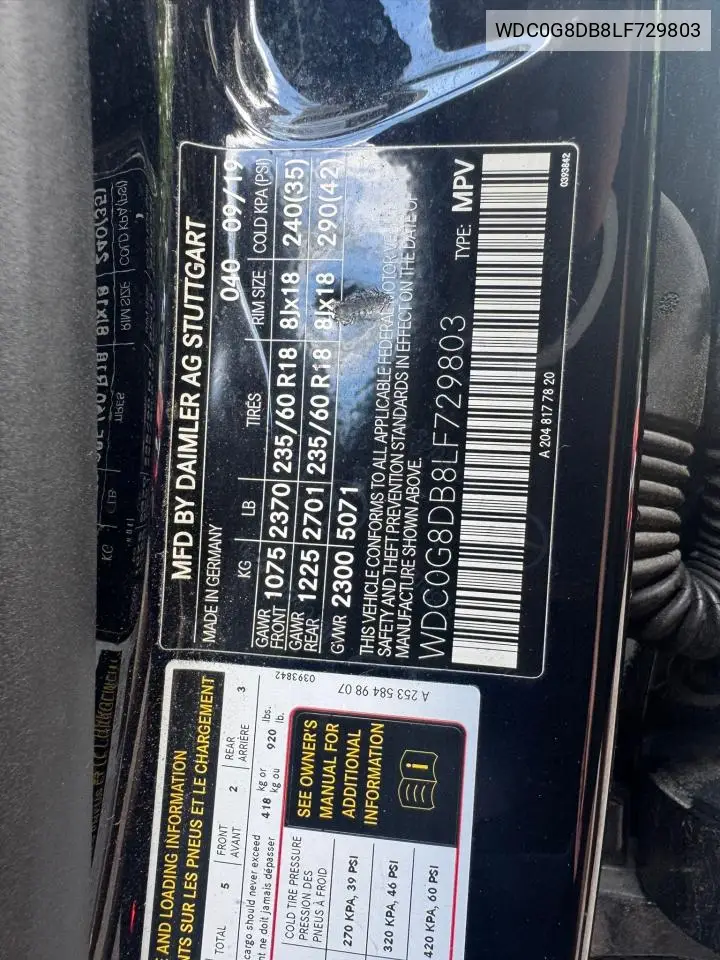 WDC0G8DB8LF729803
MFD BY DAIMLER AG STUTTGART
MADE IN GERMANY 040 09/19
KG LB TIRES RIM SIZE COLD KPA (PSI)
GAWR FRONT 1075 2370 235/60 R18 8Jx18 240(35)
GAWR REAR 1225 2701 235/60 R18 8Jx18 290(42)
GVWR 2300 5071
THIS VEHICLE CONFORMS TO ALL APPLICABLE FEDERAL MOTOR VEHICLE
SAFETY AND THEFT PREVENTION STANDARDS IN EFFECT ON THE DATE OF
MANUFACTURE SHOWN ABOVE.
WDC0G8DB8LF729803 TYPE: MPV
A 204 817 78 20
0393842
E AND LOADING INFORMATION
NTS SUR LES PNEUS ET LE CHARGEMENT
TOTAL 5 FRONT AVANT 2 REAR ARRIÈRE 3
cargo should never exceed 418 kg or 920 lbs.
nt ne doit jamais dépasser kg ou lb.
COLD TIRE PRESSURE
PRESSION DES
PNEUS À FROID
270 KPA, 39 PSI
320 KPA, 46 PSI
420 KPA, 60 PSI
SEE OWNER'S
MANUAL FOR
ADDITIONAL
INFORMATION
0393842
A 253 584 98 07